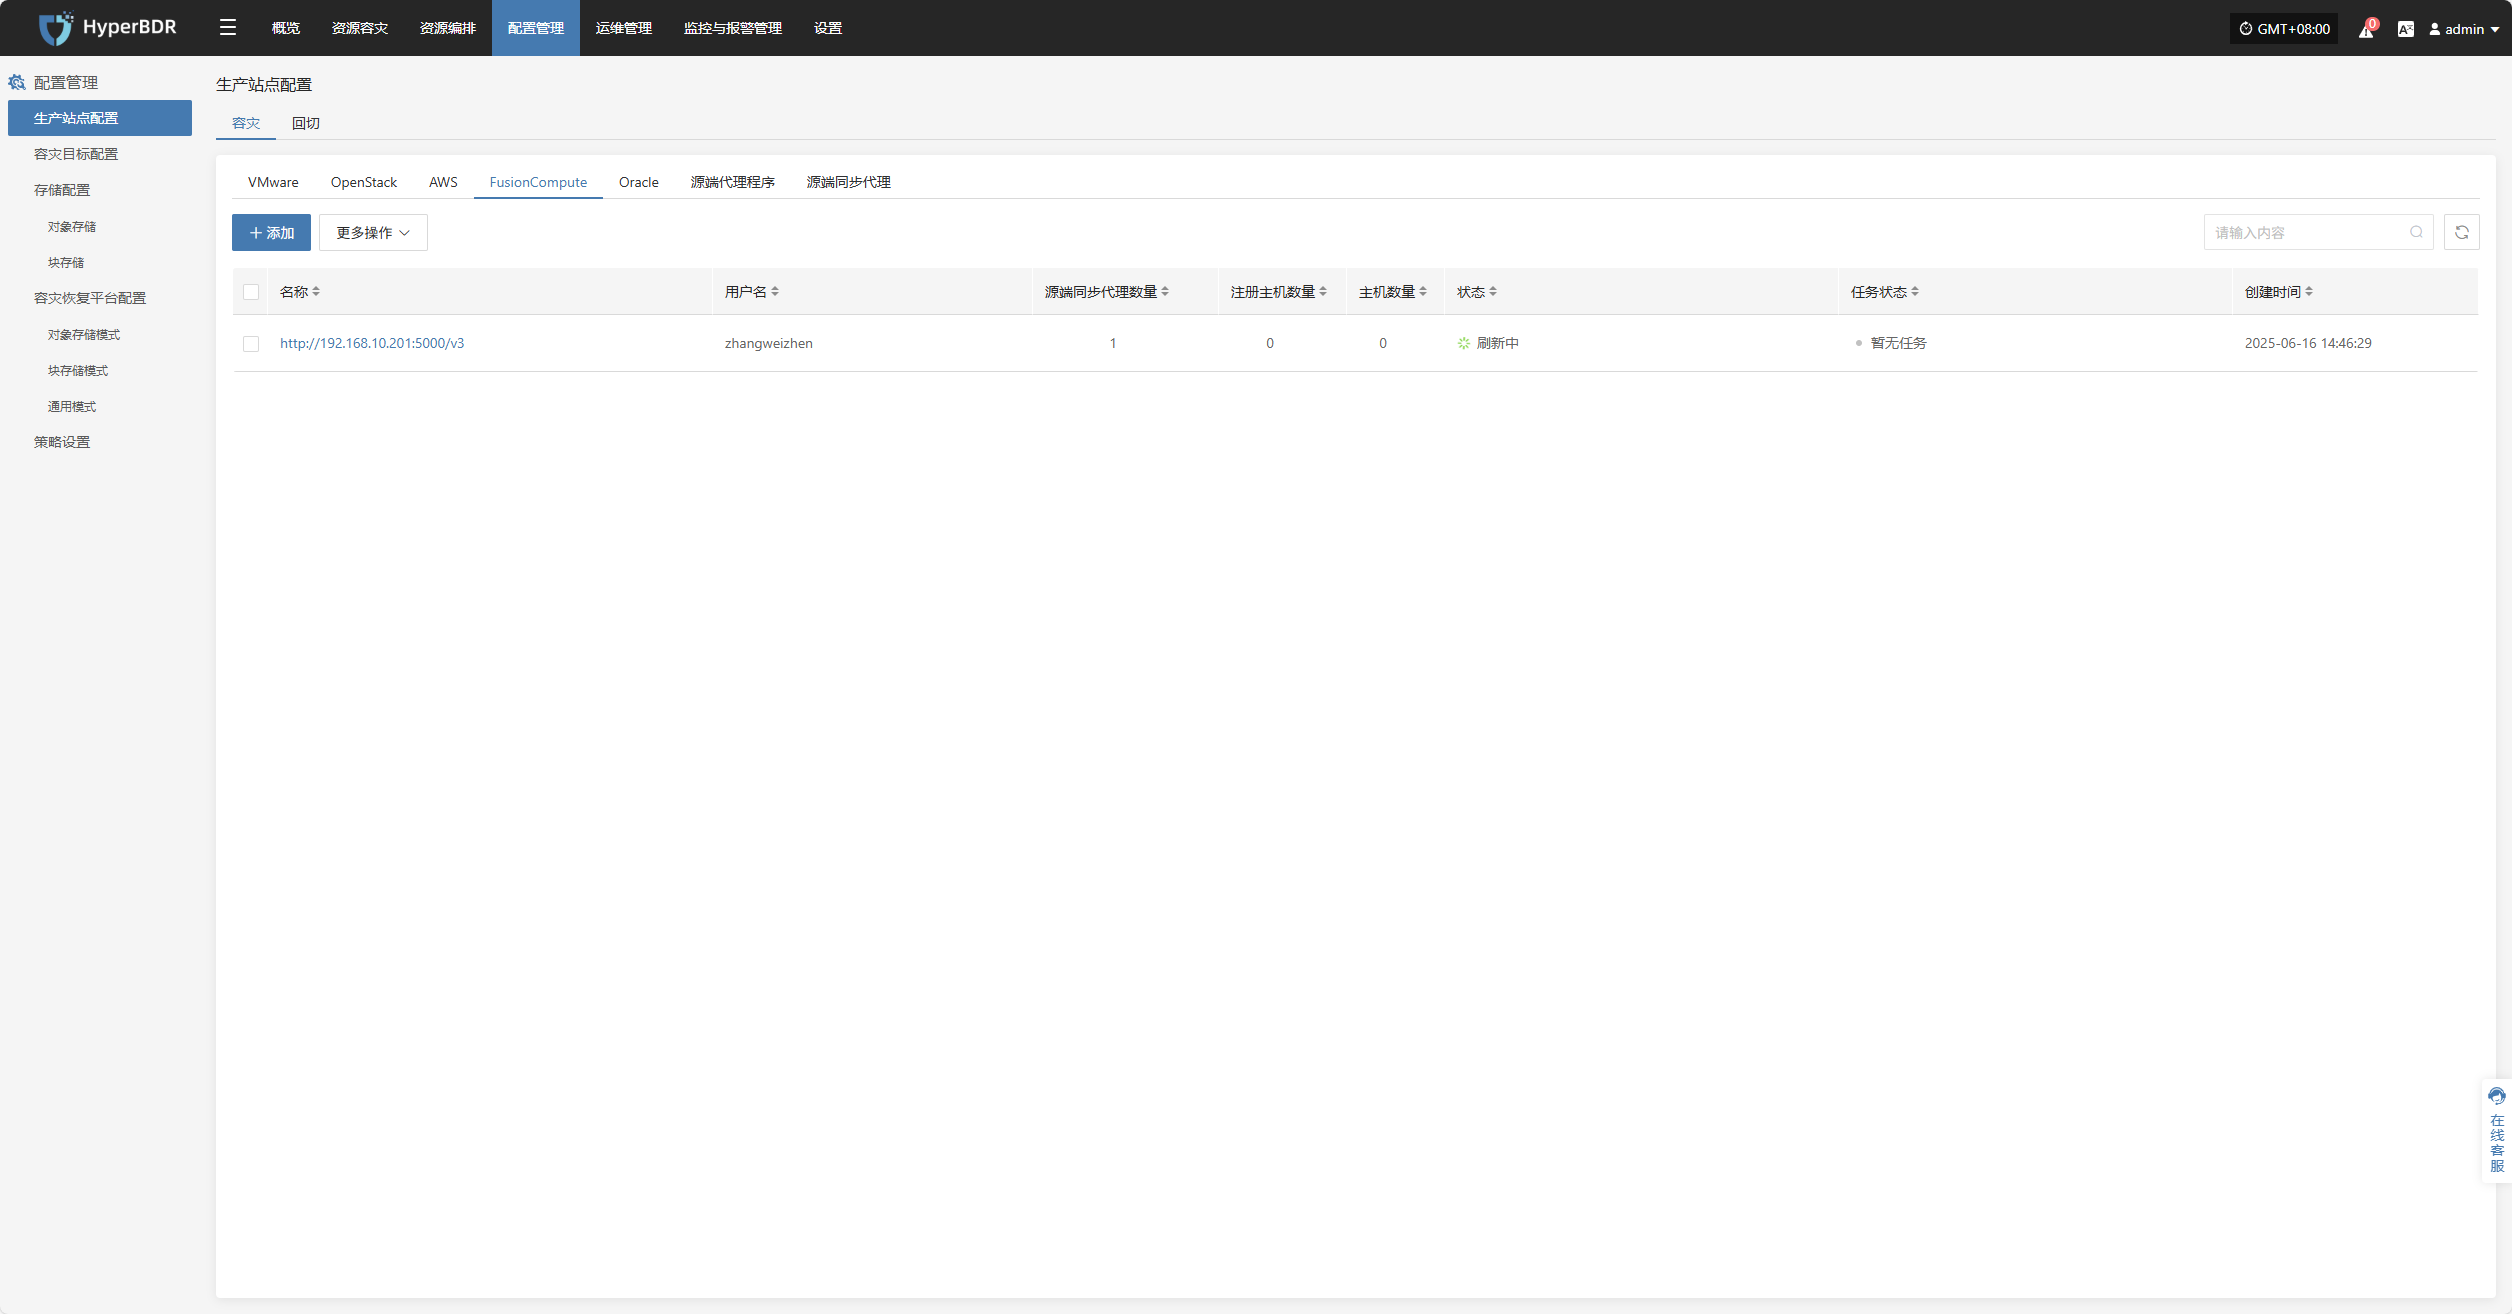 HyperBDR 概览 资源容灾 资源编排 配置管理 运维管理 监控与报警管理 设置 GMT+08:00 0 admin
配置管理
生产站点配置
容灾目标配置
存储配置
对象存储
块存储
容灾恢复平台配置
对象存储模式
块存储模式
通用模式
策略设置
生产站点配置
容灾 回切
VMware OpenStack AWS FusionCompute Oracle 源端代理程序 源端同步代理
添加 更多操作 请输入内容
名称 用户名 源端同步代理数量 注册主机数量 主机数量 状态 任务状态 创建时间
http://192.168.10.201:5000/v3 zhangweizhen 1 0 0 刷新中 暂无任务 2025-06-16 14:46:29
在线客服